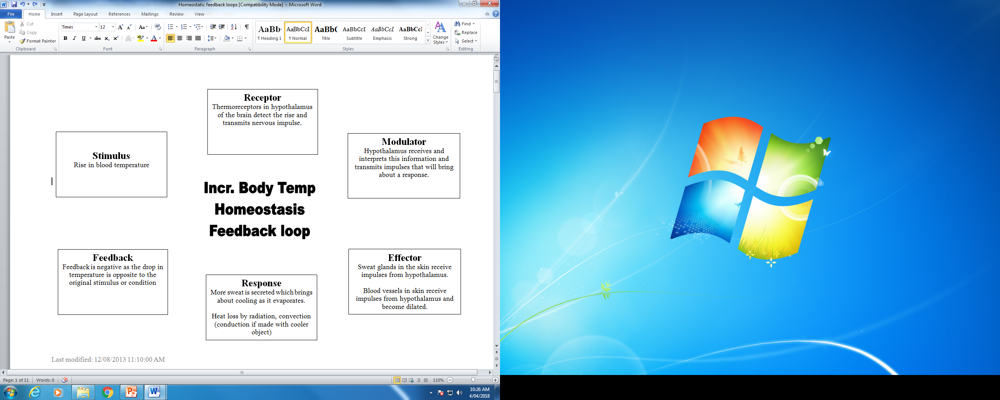 Homeostatic feedback loops [Compatibility Mode] - Microsoft Word
File Home Insert Page Layout References Mailings Review View
Paste
Cut
Copy
Format Painter
Clipboard
Times 12
Font
Paragraph
AaBb( AaBbCcI AaBb( AaBbCcI AaBbCcI AaBbCcI
¶ Heading 1 ¶ Normal Title Subtitle Emphasis Strong
Change
Styles
Styles
Find
Replace
Select
Editing
Receptor
Thermoreceptors in hypothalamus
of the brain detect the rise and
transmits nervous impulse.
Stimulus
Rise in blood temperature
Modulator
Hypothalamus receives and
interprets this information and
transmits impulses that will bring
about a response.
Incr. Body Temp
Homeostasis
Feedback loop
Feedback
Feedback is negative as the drop in
temperature is opposite to the
original stimulus or condition
Response
More sweat is secreted which brings
about cooling as it evaporates.
Heat loss by radiation, convection
(conduction if made with cooler
object)
Effector
Sweat glands in the skin receive
impulses from hypothalamus.
Blood vessels in skin receive
impulses from hypothalamus and
become dilated.
Last modified: 12/08/2013 11:10:00 AM
Page: 1 of 11 Words: 0 110%
10:26 AM
4/04/2018